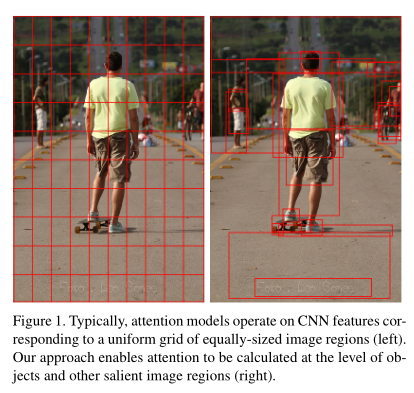 Figure 1. Typically, attention models operate on CNN features cor-
responding to a uniform grid of equally-sized image regions (left).
Our approach enables attention to be calculated at the level of ob-
jects and other salient image regions (right).